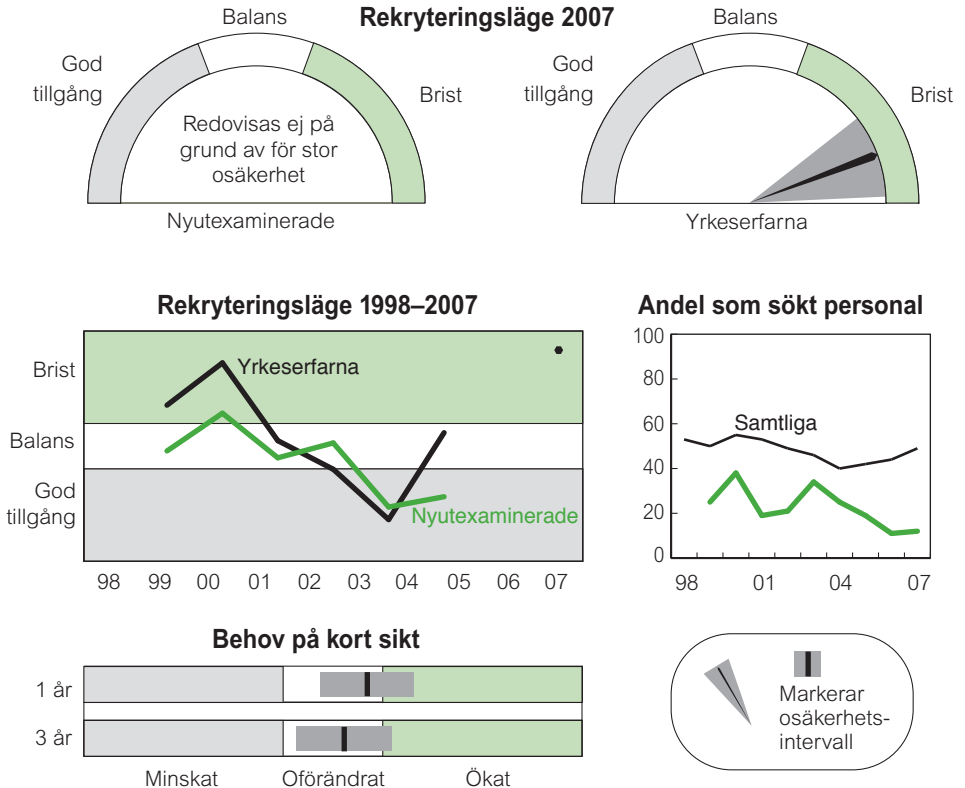 Rekryteringsläge 2007
Balans
God
tillgång
Brist
Redovisas ej på
grund av för stor
osäkerhet
Nyutexaminerade
Balans
God
tillgång
Brist
Yrkeserfarna
Rekryteringsläge 1998–2007
Brist
Balans
God
tillgång
Yrkeserfarna
Nyutexaminerade
98 99 00 01 02 03 04 05 06 07
Andel som sökt personal
100
80
60
40
20
0
Samtliga
98 01 04 07
Behov på kort sikt
1 år
3 år
Minskat Oförändrat Ökat
Markerar
osäkerhets-
intervall